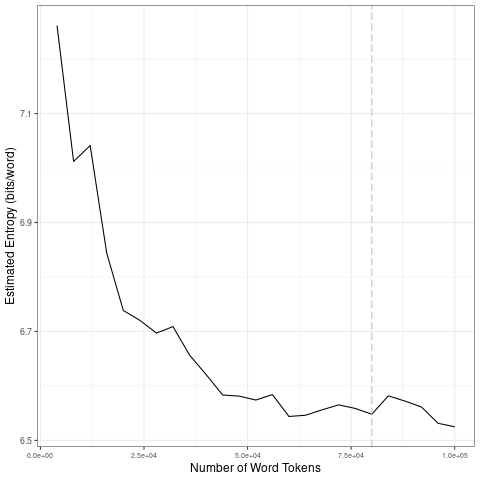 Estimated Entropy (bits/word)
7.1
6.9
6.7
6.5
0.0e+00 2.5e+04 5.0e+04 7.5e+04 1.0e+05
Number of Word Tokens